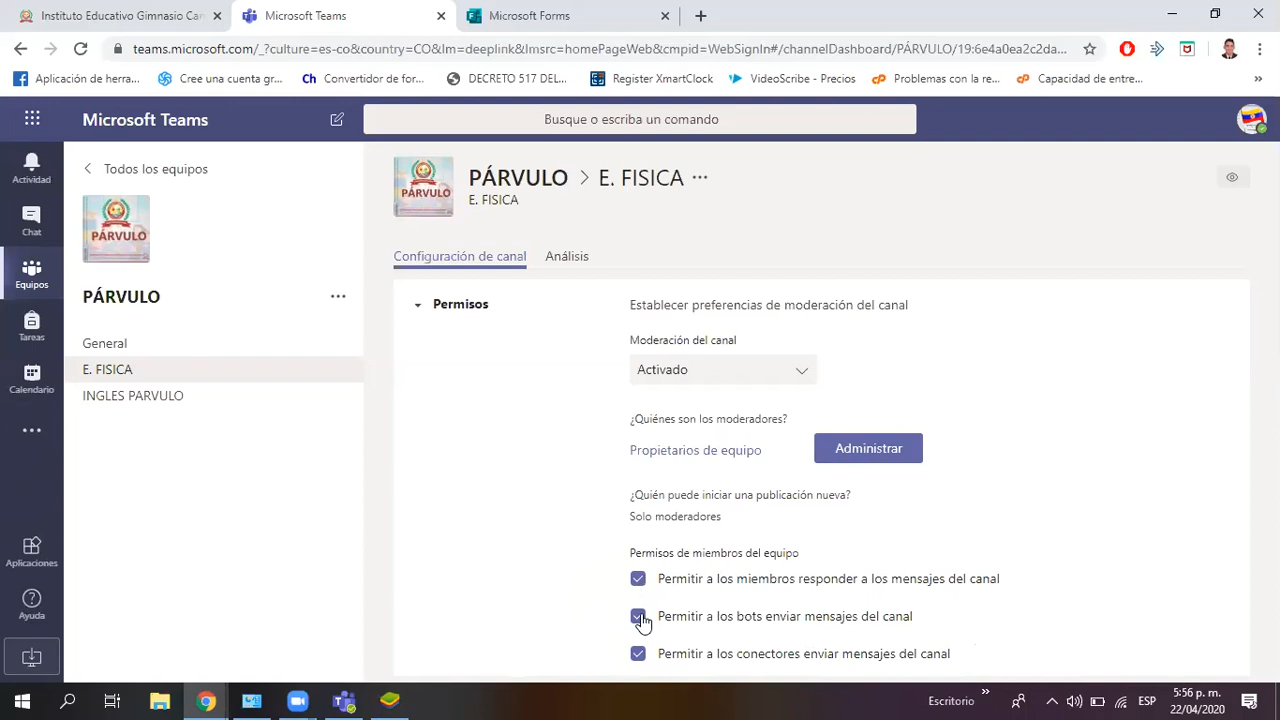 Instituto Educativo Gimnasio Car
Microsoft Teams
Microsoft Forms
teams.microsoft.com/_?culture=es-co&country=CO&lm=deeplink&lmsrc=homePageWeb&cmpid=WebSignIn#/channelDashboard/PÁRVULO/19:6e4a0ea2c2da...
Aplicación de herra...
Cree una cuenta gr...
Ch Convertidor de for...
DECRETO 517 DEL...
Register XmartClock
VideoScribe - Precios
Problemas con la re...
Capacidad de entre...
»
Microsoft Teams
Busque o escriba un comando
Actividad
Chat
Equipos
Tareas
Calendario
Aplicaciones
Ayuda
Todos los equipos
PÁRVULO
PÁRVULO
General
E. FISICA
INGLES PARVULO
PÁRVULO
PÁRVULO > E. FISICA ...
E. FISICA
Configuración de canal
Análisis
Permisos
Establecer preferencias de moderación del canal
Moderación del canal
Activado
¿Quiénes son los moderadores?
Propietarios de equipo
Administrar
¿Quién puede iniciar una publicación nueva?
Solo moderadores
Permisos de miembros del equipo
Permitir a los miembros responder a los mensajes del canal
Permitir a los bots enviar mensajes del canal
Permitir a los conectores enviar mensajes del canal
Escritorio
»
ESP
5:56 p. m.
22/04/2020